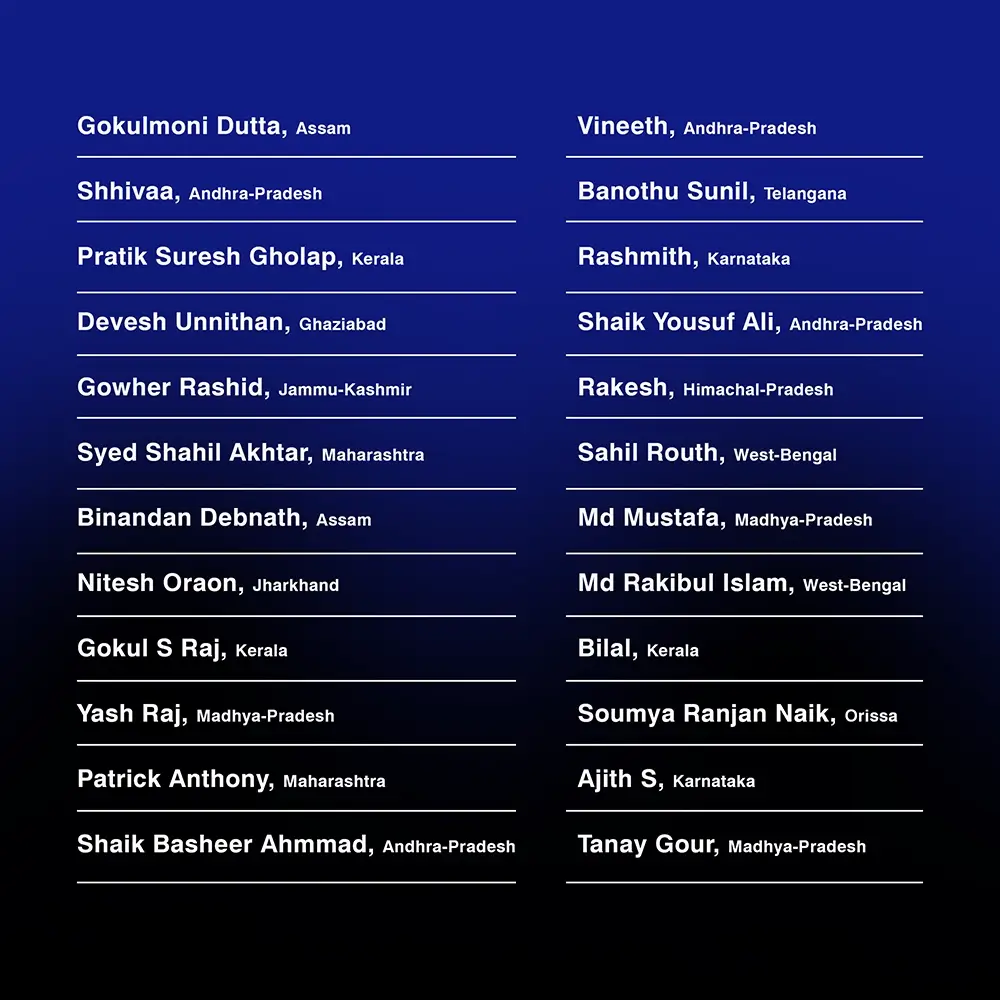 Gokulmoni Dutta, Assam
Shhivaa, Andhra-Pradesh
Pratik Suresh Gholap, Kerala
Devesh Unnithan, Ghaziabad
Gowher Rashid, Jammu-Kashmir
Syed Shahil Akhtar, Maharashtra
Binandan Debnath, Assam
Nitesh Oraon, Jharkhand
Gokul S Raj, Kerala
Yash Raj, Madhya-Pradesh
Patrick Anthony, Maharashtra
Shaik Basheer Ahmmad, Andhra-Pradesh
Vineeth, Andhra-Pradesh
Banothu Sunil, Telangana
Rashmith, Karnataka
Shaik Yousuf Ali, Andhra-Pradesh
Rakesh, Himachal-Pradesh
Sahil Routh, West-Bengal
Md Mustafa, Madhya-Pradesh
Md Rakibul Islam, West-Bengal
Bilal, Kerala
Soumya Ranjan Naik, Orissa
Ajith S, Karnataka
Tanay Gour, Madhya-Pradesh